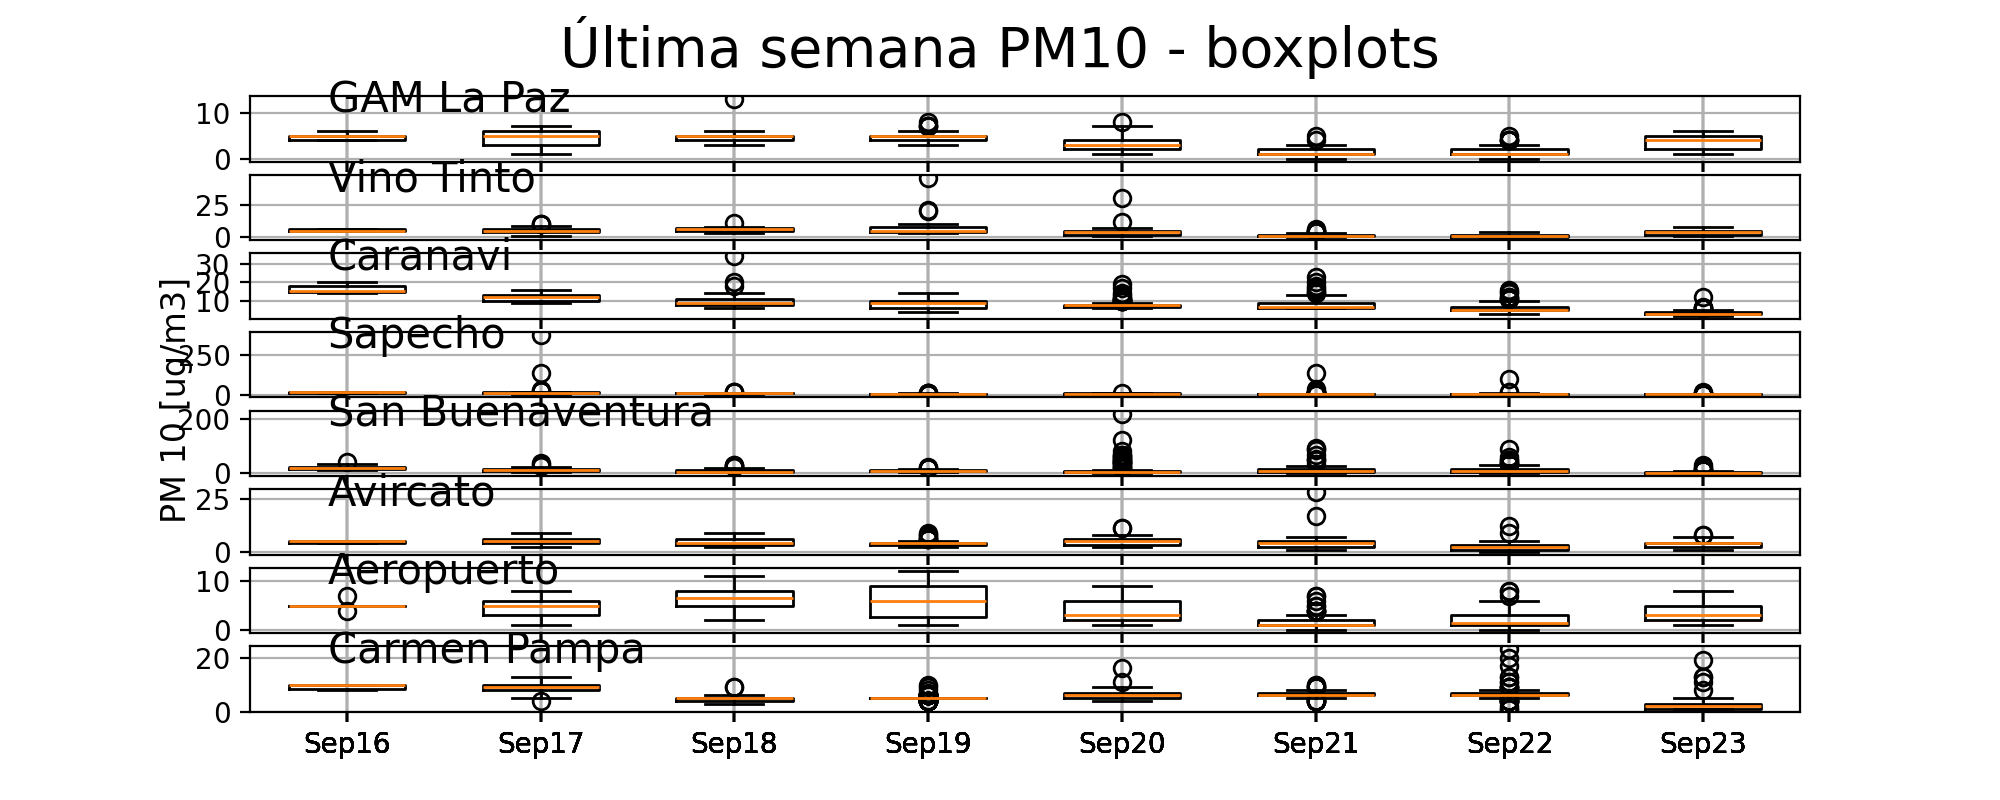 Última semana PM10 - boxplots
GAM La Paz
10
0
Vino Tinto
25
0
Caranavi
30
20
10
Sapecho
250
0
San Buenaventura
200
0
Avircato
25
0
Aeropuerto
10
0
Carmen Pampa
20
0
PM 10 [ug/m3]
Sep16 Sep17 Sep18 Sep19 Sep20 Sep21 Sep22 Sep23